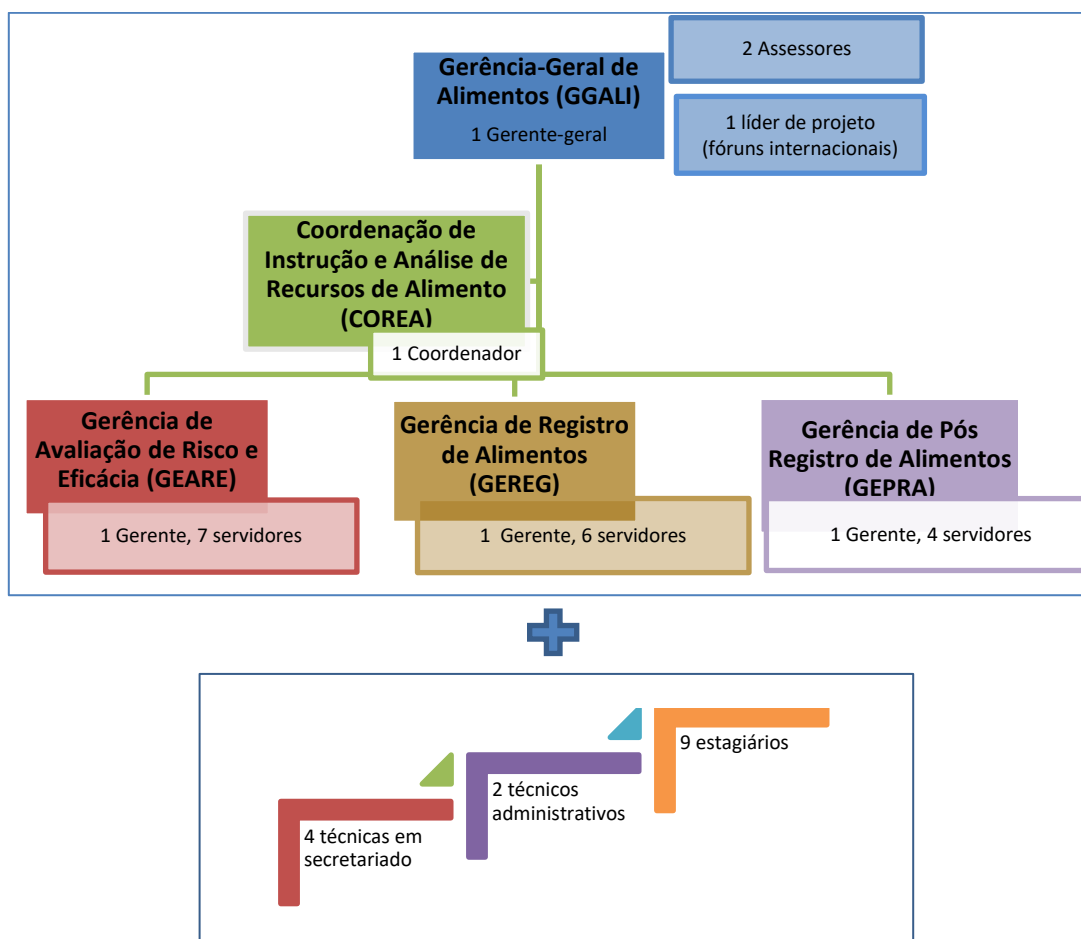 Gerência-Geral de
Alimentos (GGALI)
1 Gerente-geral
2 Assessores
1 líder de projeto
(fóruns internacionais)
Coordenação de
Instrução e Análise de
Recursos de Alimento
(COREA)
1 Coordenador
Gerência de
Avaliação de Risco e
Eficácia (GEARE)
1 Gerente, 7 servidores
Gerência de Registro
de Alimentos
(GEREG)
1 Gerente, 6 servidores
Gerência de Pós
Registro de Alimentos
(GEPRA)
1 Gerente, 4 servidores
4 técnicas em
secretariado
2 técnicos
administrativos
9 estagiários